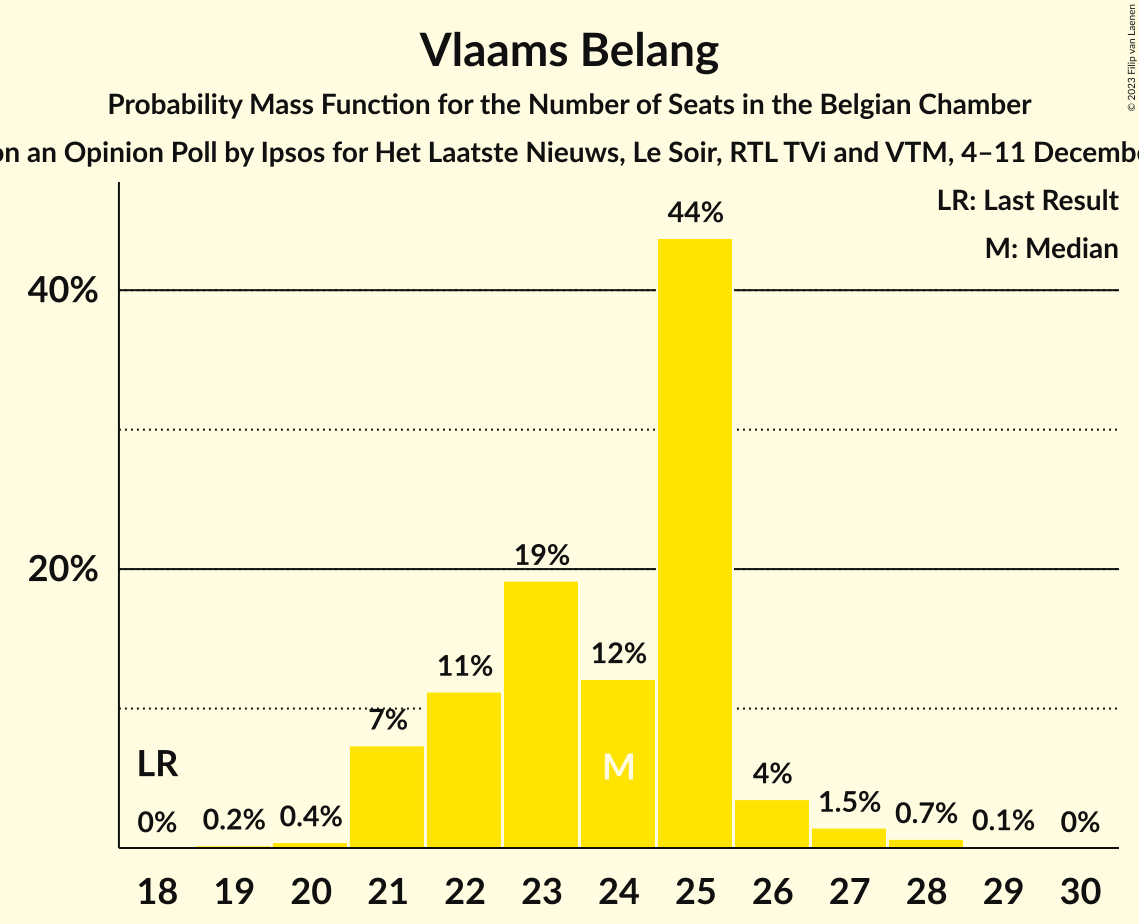 Vlaams Belang
Probability Mass Function for the Number of Seats in the Belgian Chamber
an Opinion Poll by Ipsos for Het Laatste Nieuws, Le Soir, RTL TVi and VTM, 4–11
© 2023 Filip van Laenen
LR: Last Result
M: Median
44%
40%
20%
19%
12%
11%
7%
M
LR
4%
0% 0.2% 0.4% 1.5% 0.7% 0.1% 0%
18 19 20 21 22 23 24 25 26 27 28 29 30